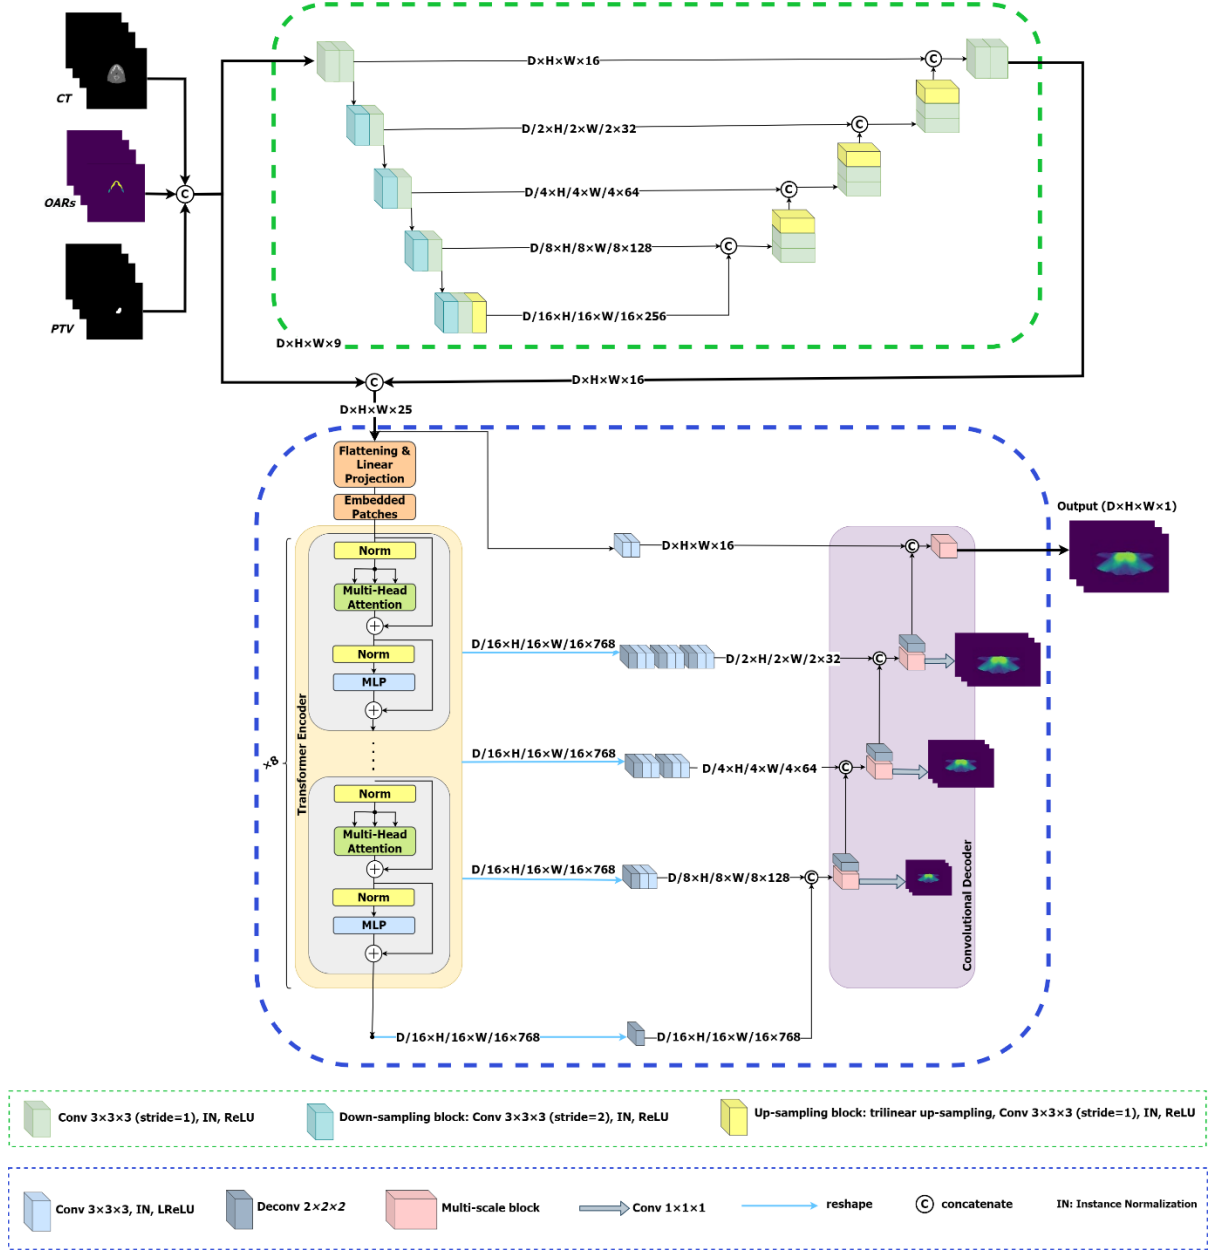 CT
OARs
PTV
C
D×H×W×16
C
D/2×H/2×W/2×32
C
D/4×H/4×W/4×64
C
D/8×H/8×W/8×128
C
D/16×H/16×W/16×256
D×H×W×9
C
D×H×W×16
D×H×W×25
Flattening &
Linear
Projection
Embedded
Patches
Transformer Encoder
×8
Norm
Multi-Head
Attention
+
Norm
MLP
+
Norm
Multi-Head
Attention
+
Norm
MLP
+
D×H×W×16
C
Output (D×H×W×1)
D/16×H/16×W/16×768
D/2×H/2×W/2×32
C
D/16×H/16×W/16×768
D/4×H/4×W/4×64
C
D/16×H/16×W/16×768
D/8×H/8×W/8×128
C
Convolutional Decoder
D/16×H/16×W/16×768
D/16×H/16×W/16×768
Conv 3×3×3 (stride=1), IN, ReLU
Down-sampling block: Conv 3×3×3 (stride=2), IN, ReLU
Up-sampling block: trilinear up-sampling, Conv 3×3×3 (stride=1), IN, ReLU
Conv 3×3×3, IN, LReLU
Deconv 2×2×2
Multi-scale block
Conv 1×1×1
reshape
C concatenate
IN: Instance Normalization